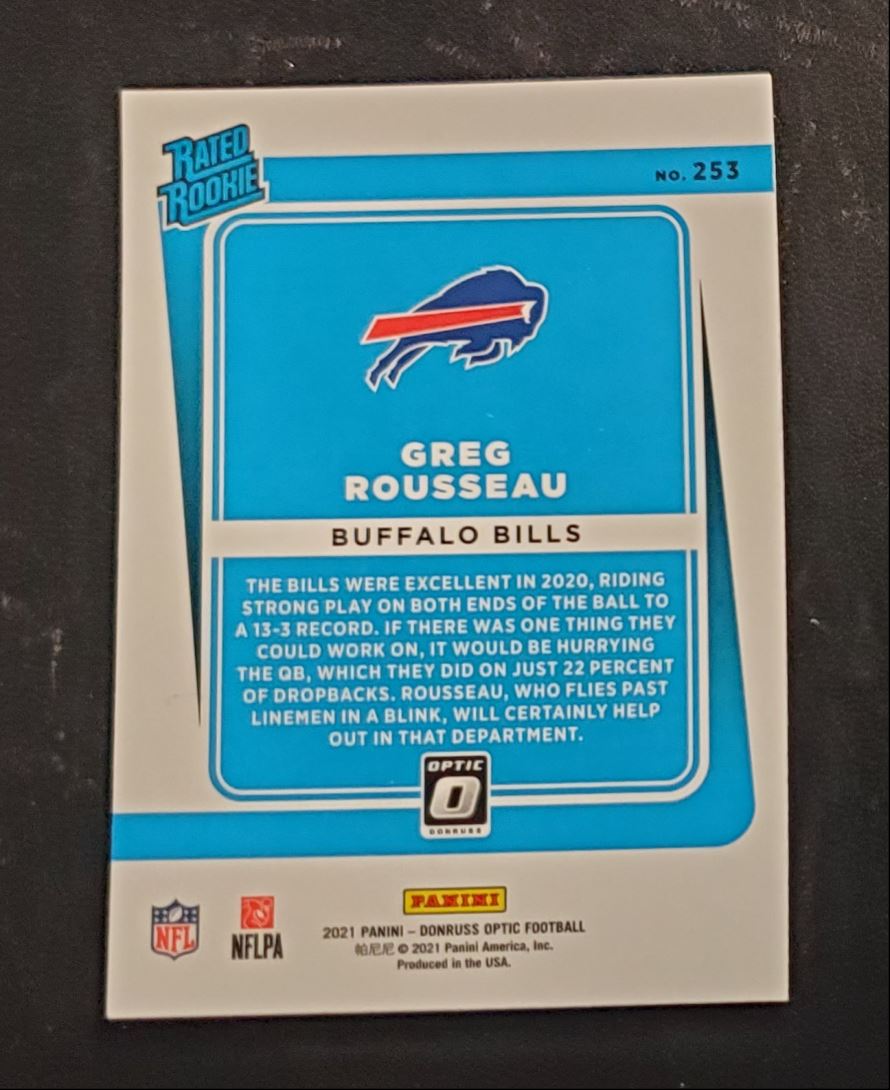 RATED
ROOKIE
NO. 253
GREG
ROUSSEAU
BUFFALO BILLS
THE BILLS WERE EXCELLENT IN 2020, RIDING
STRONG PLAY ON BOTH ENDS OF THE BALL TO
A 13-3 RECORD. IF THERE WAS ONE THING THEY
COULD WORK ON, IT WOULD BE HURRYING
THE QB, WHICH THEY DID ON JUST 22 PERCENT
OF DROPBACKS. ROUSSEAU, WHO FLIES PAST
LINEMEN IN A BLINK, WILL CERTAINLY HELP
OUT IN THAT DEPARTMENT.
OPTIC
O
DONRUSS
PANINI
NFL
NFLPA
2021 PANINI – DONRUSS OPTIC FOOTBALL
帕尼尼 © 2021 Panini America, Inc.
Produced in the USA.